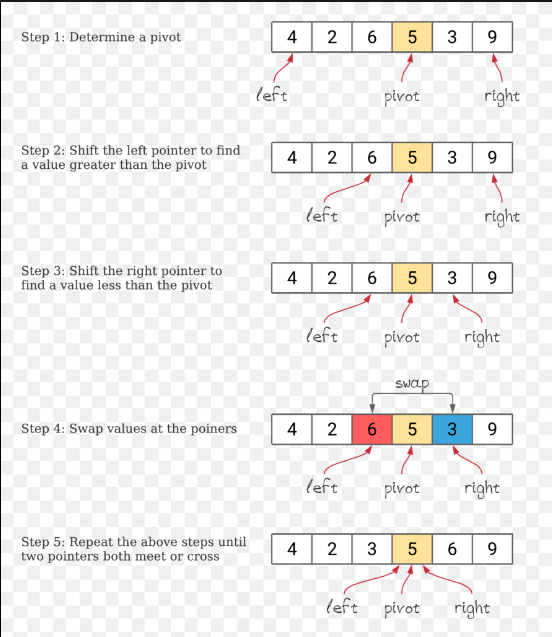 Step 1: Determine a pivot
4 2 6 5 3 9
left pivot right
Step 2: Shift the left pointer to find
a value greater than the pivot
4 2 6 5 3 9
left pivot right
Step 3: Shift the right pointer to
find a value less than the pivot
4 2 6 5 3 9
left pivot right
swap
Step 4: Swap values at the poiners
4 2 6 5 3 9
left pivot right
Step 5: Repeat the above steps until
two pointers both meet or cross
4 2 3 5 6 9
left pivot right